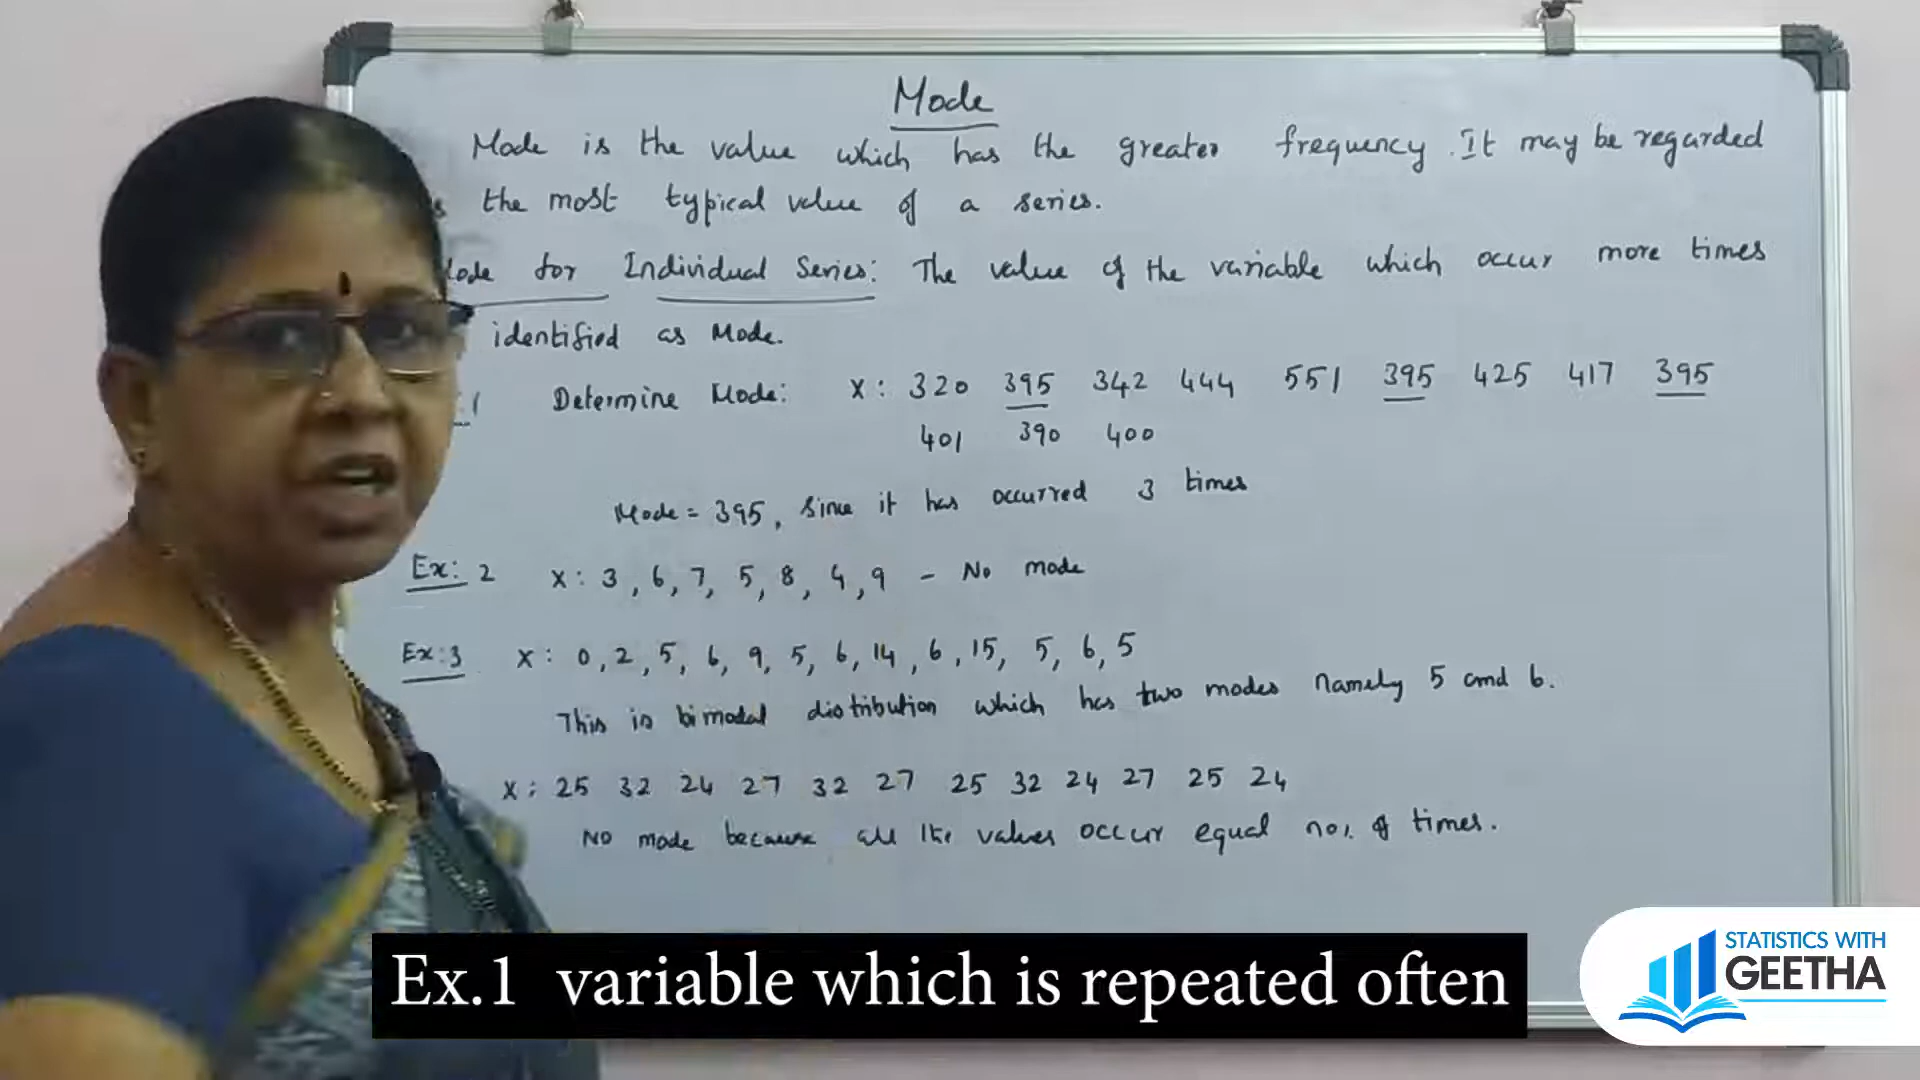 Mode
Mode is the value which has the greater frequency. It may be regarded
the most typical value of a series.
for Individual Series: The value of the variable which occur more times
identified as Mode.
:1 Determine Mode: X: 320 395 342 444 551 395 425 417 395
401 390 400
Mode = 395, since it has occurred 3 times
Ex: 2 X: 3, 6, 7, 5, 8, 4, 9 - No mode
Ex:3 X: 0, 2, 5, 6, 9, 5, 6, 14, 6, 15, 5, 6, 5
This is bimodal distribution which has two modes namely 5 and 6.
X: 25 32 24 27 32 27 25 32 24 27 25 24
No mode because all the values occur equal no. of times.
Ex.1 variable which is repeated often
STATISTICS WITH
GEETHA